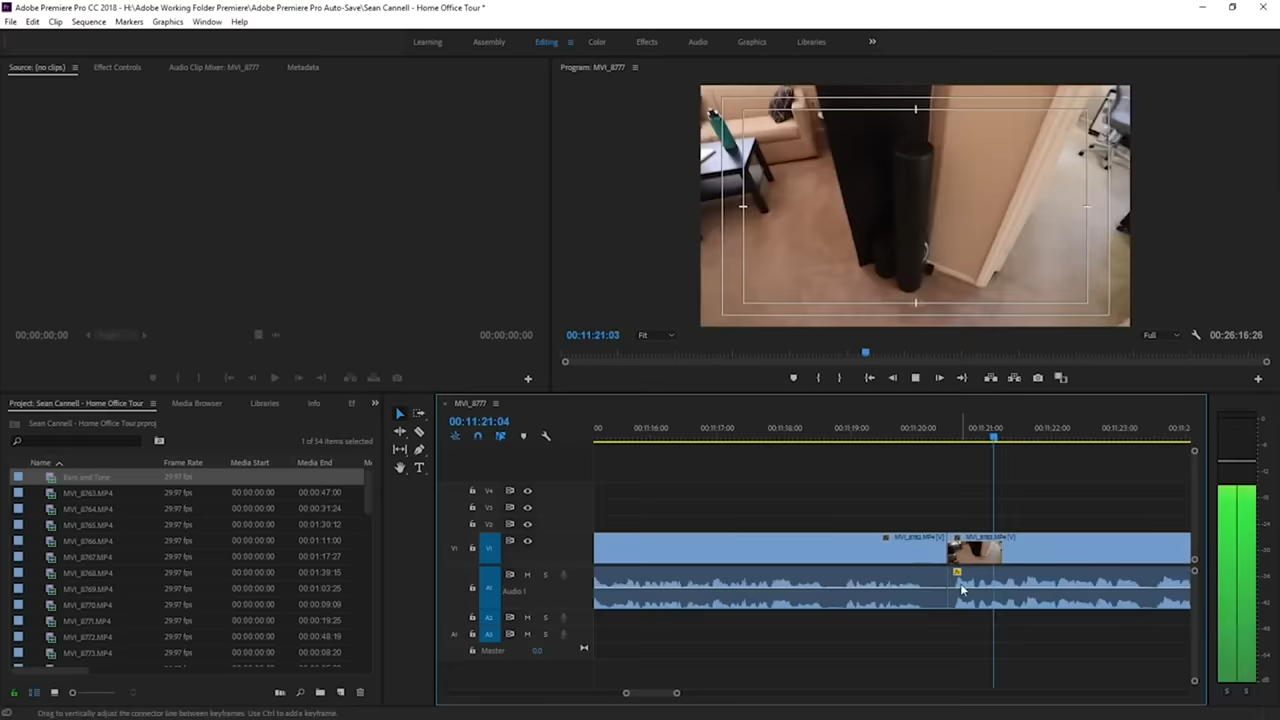 Adobe Premiere Pro CC 2018 - H:\Adobe Working Folder Premiere\Adobe Premiere Pro Auto-Save\Sean Cannell - Home Office Tour *
File Edit Clip Sequence Markers Graphics Window Help
Learning Assembly Editing Color Effects Audio Graphics Libraries
Source: (no clips) Effect Controls Audio Clip Mixer: MVI_8777 Metadata
Program: MVI_8777
00;00;00;00 00;00;00;00
00:11:21:03 Fit Full 00:26:16:26
Project: Sean Cannell - Home Office Tour Media Browser Libraries Info Ef
Sean Cannell - Home Office Tour.prproj
1 of 54 Items selected
Name Frame Rate Media Start Media End M
Bars and Tone 29.97 fps
MVI_8763.MP4 29.97 fps 00:00:00:00 00:00:47:00
MVI_8764.MP4 29.97 fps 00:00:00:00 00:00:31:24
MVI_8765.MP4 29.97 fps 00:00:00:00 00:01:30:12
MVI_8766.MP4 29.97 fps 00:00:00:00 00:01:11:00
MVI_8767.MP4 29.97 fps 00:00:00:00 00:01:17:27
MVI_8768.MP4 29.97 fps 00:00:00:00 00:01:39:15
MVI_8769.MP4 29.97 fps 00:00:00:00 00:01:03:25
MVI_8770.MP4 29.97 fps 00:00:00:00 00:00:09:09
MVI_8771.MP4 29.97 fps 00:00:00:00 00:00:19:25
MVI_8772.MP4 29.97 fps 00:00:00:00 00:00:48:19
MVI_8773.MP4 29.97 fps 00:00:00:00 00:00:08:20
MVI_8777
00:11:21:04
00 00:11:16:00 00:11:17:00 00:11:18:00 00:11:19:00 00:11:20:00 00:11:21:00 00:11:22:00 00:11:23:00 00:11:2
V4
V3
V2
V1 V1
A1 M S Audio 1
A2 M S
A1 A3 M S
Master 0.0
0
-54
dB
S S
Drag to vertically adjust the connector line between keyframes. Use Ctrl to add a keyframe.